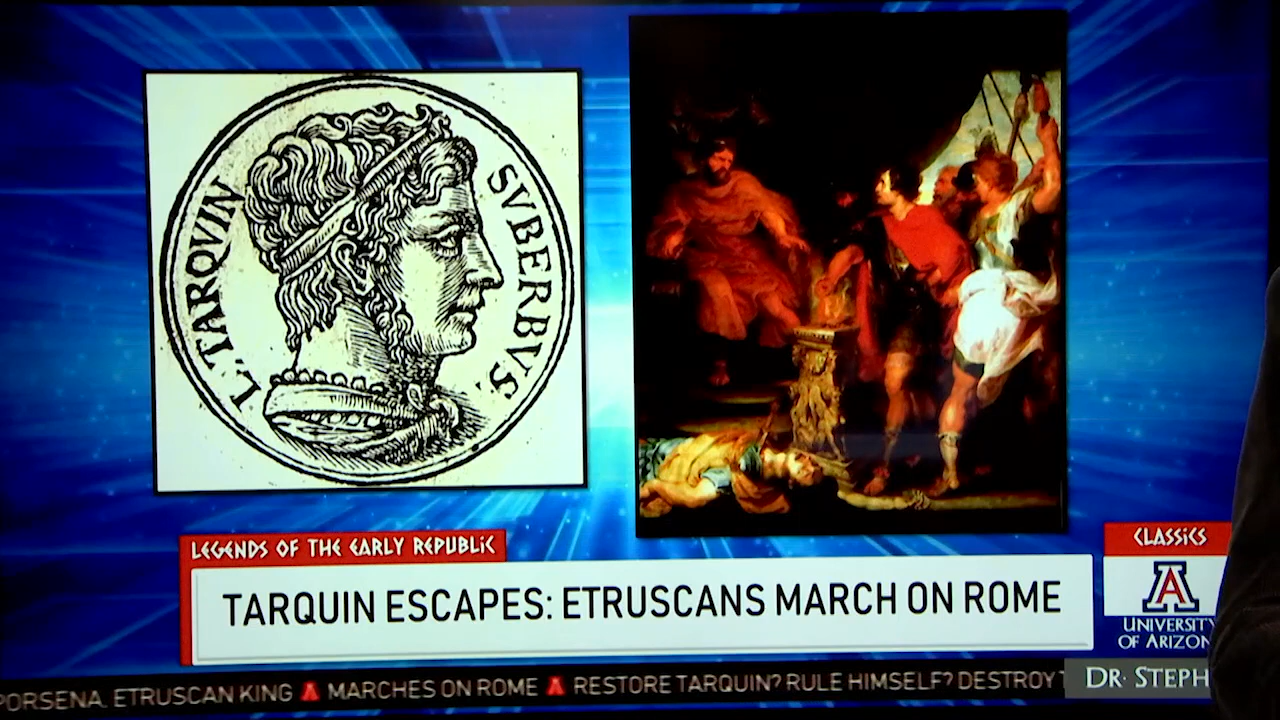 L. TARQVIN SVBERBVS.
LEGENDS OF THE EARLY REPUBLIC
TARQUIN ESCAPES: ETRUSCANS MARCH ON ROME
CLASSICS
A
UNIVERSITY
OF ARIZON
PORSENA, ETRUSCAN KING A MARCHES ON ROME A RESTORE TARQUIN? RULE HIMSELF? DESTROY T
DR. STEPH